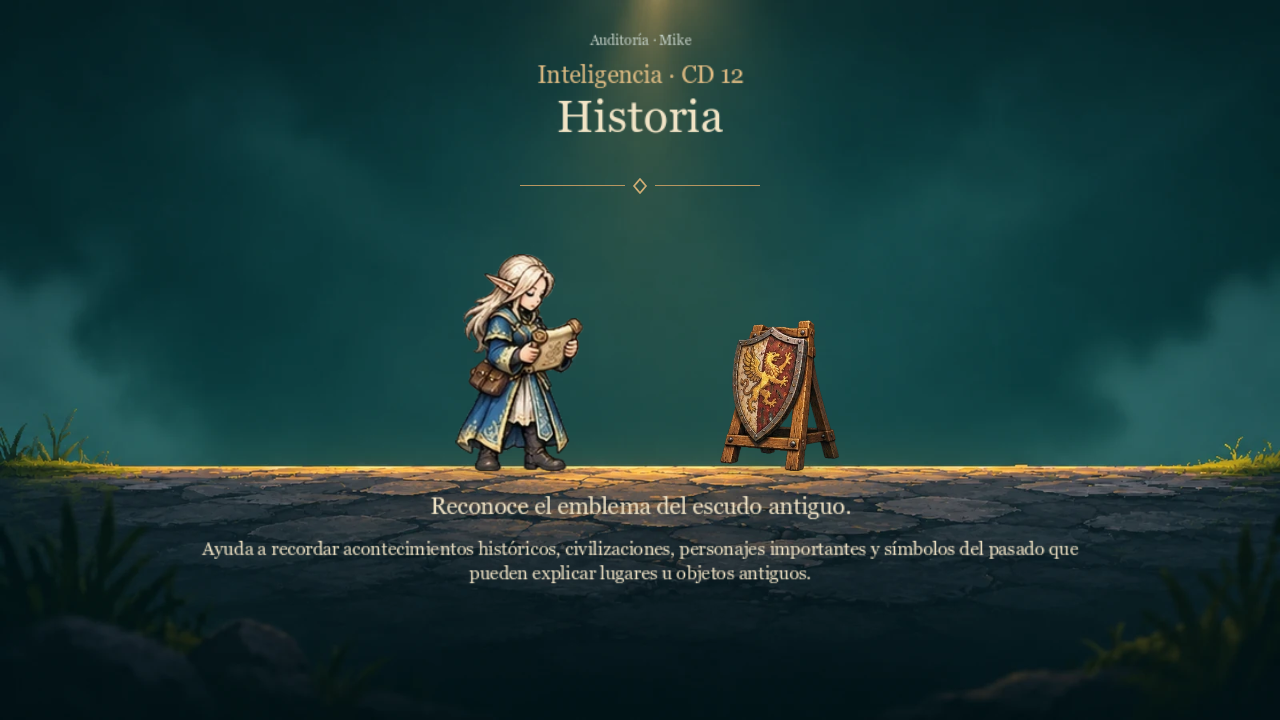 Auditoría · Mike
Inteligencia · CD 12
Historia
Reconoce el emblema del escudo antiguo.
Ayuda a recordar acontecimientos históricos, civilizaciones, personajes importantes y símbolos del pasado que
pueden explicar lugares u objetos antiguos.